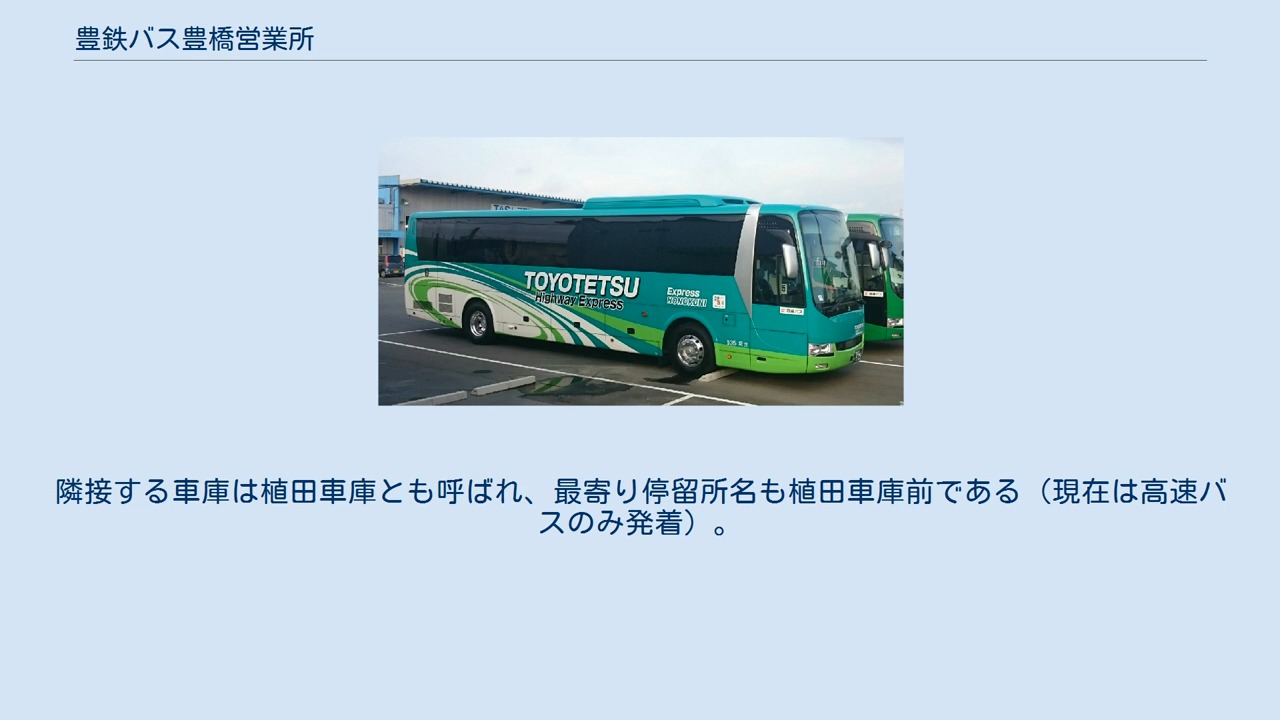 豊鉄バス豊橋営業所
TOYOTETSU
Highway Express
Express
HONOKUNI
隣接する車庫は植田車庫とも呼ばれ、最寄り停留所名も植田車庫前である（現在は高速バ
スのみ発着）。